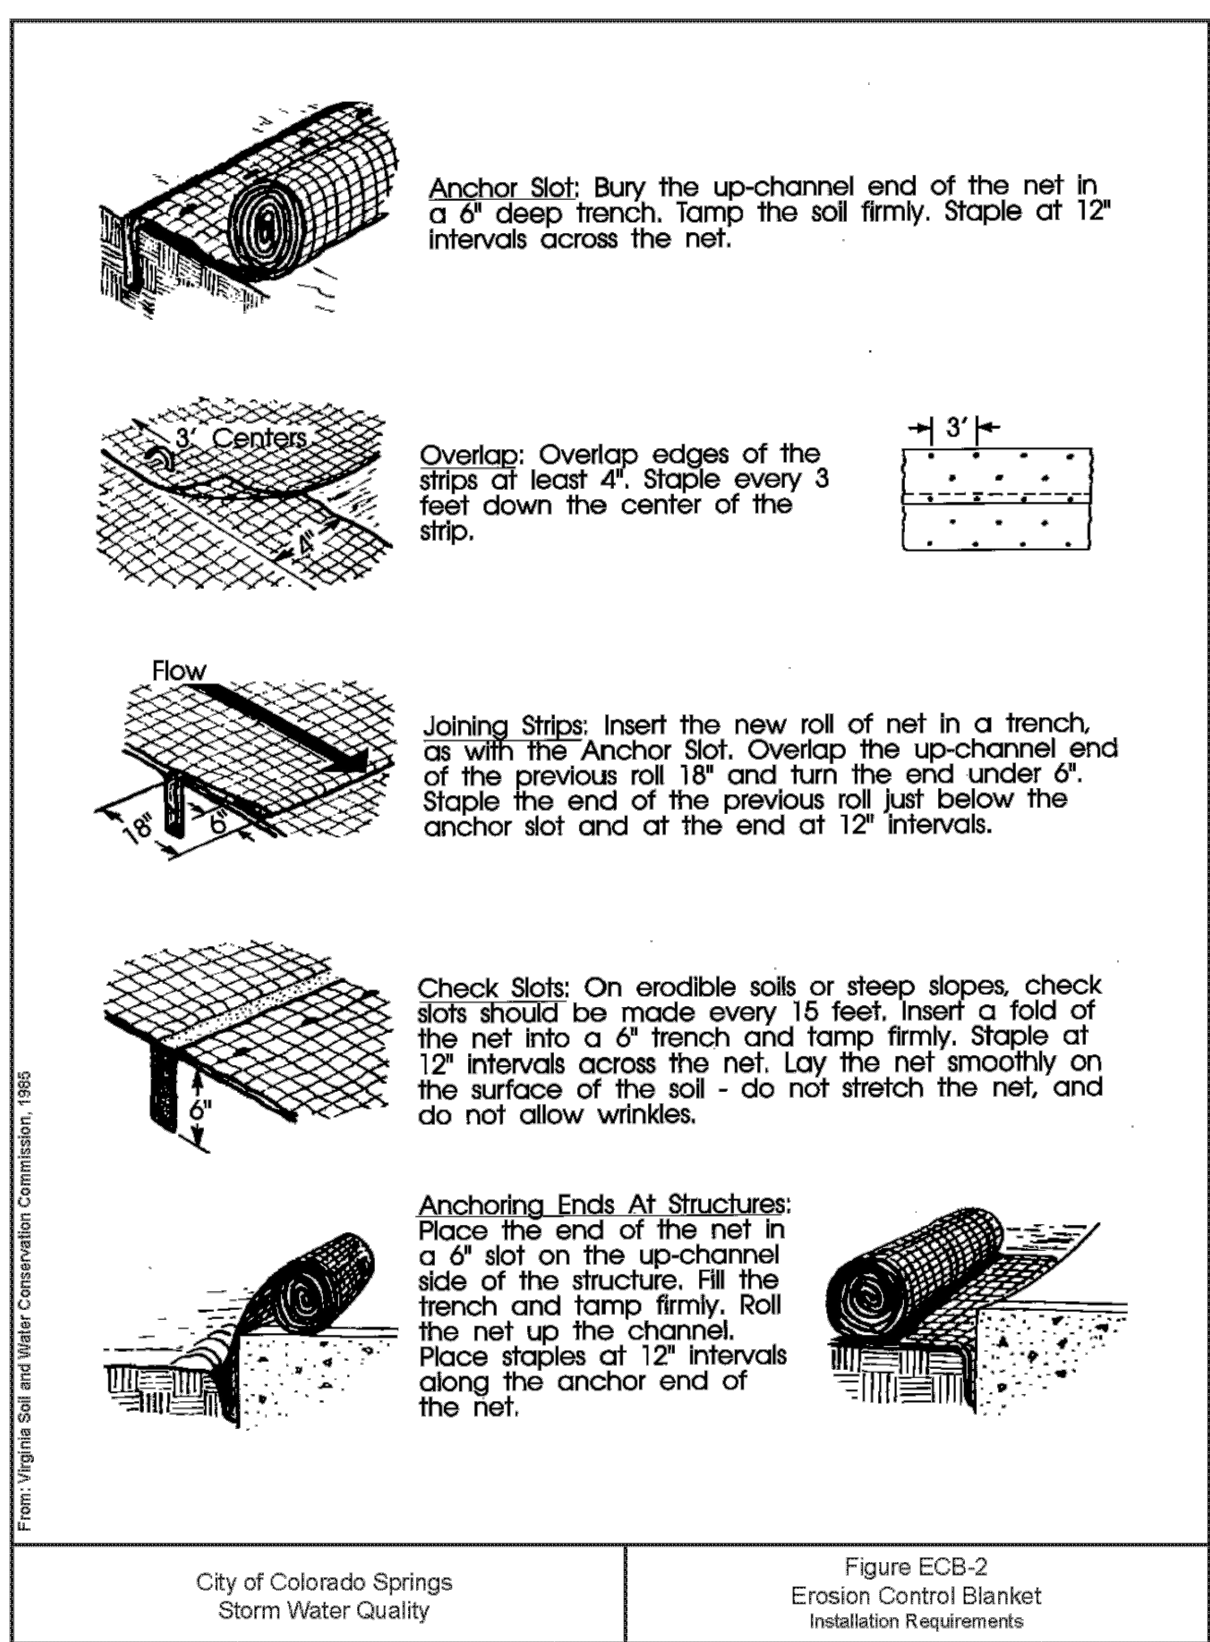 Anchor Slot: Bury the up-channel end of the net in
a 6" deep trench. Tamp the soil firmly. Staple at 12"
intervals across the net.
3' Centers
4"
Overlap: Overlap edges of the
strips at least 4". Staple every 3
feet down the center of the
strip.
3'
Flow
18"
6"
Joining Strips: Insert the new roll of net in a trench,
as with the Anchor Slot. Overlap the up-channel end
of the previous roll 18" and turn the end under 6".
Staple the end of the previous roll just below the
anchor slot and at the end at 12" intervals.
6"
Check Slots: On erodible soils or steep slopes, check
slots should be made every 15 feet. Insert a fold of
the net into a 6" trench and tamp firmly. Staple at
12" intervals across the net. Lay the net smoothly on
the surface of the soil - do not stretch the net, and
do not allow wrinkles.
Anchoring Ends At Structures:
Place the end of the net in
a 6" slot on the up-channel
side of the structure. Fill the
trench and tamp firmly. Roll
the net up the channel.
Place staples at 12" intervals
along the anchor end of
the net.
From: Virginia Soil and Water Conservation Commission, 1985
City of Colorado Springs
Storm Water Quality
Figure ECB-2
Erosion Control Blanket
Installation Requirements